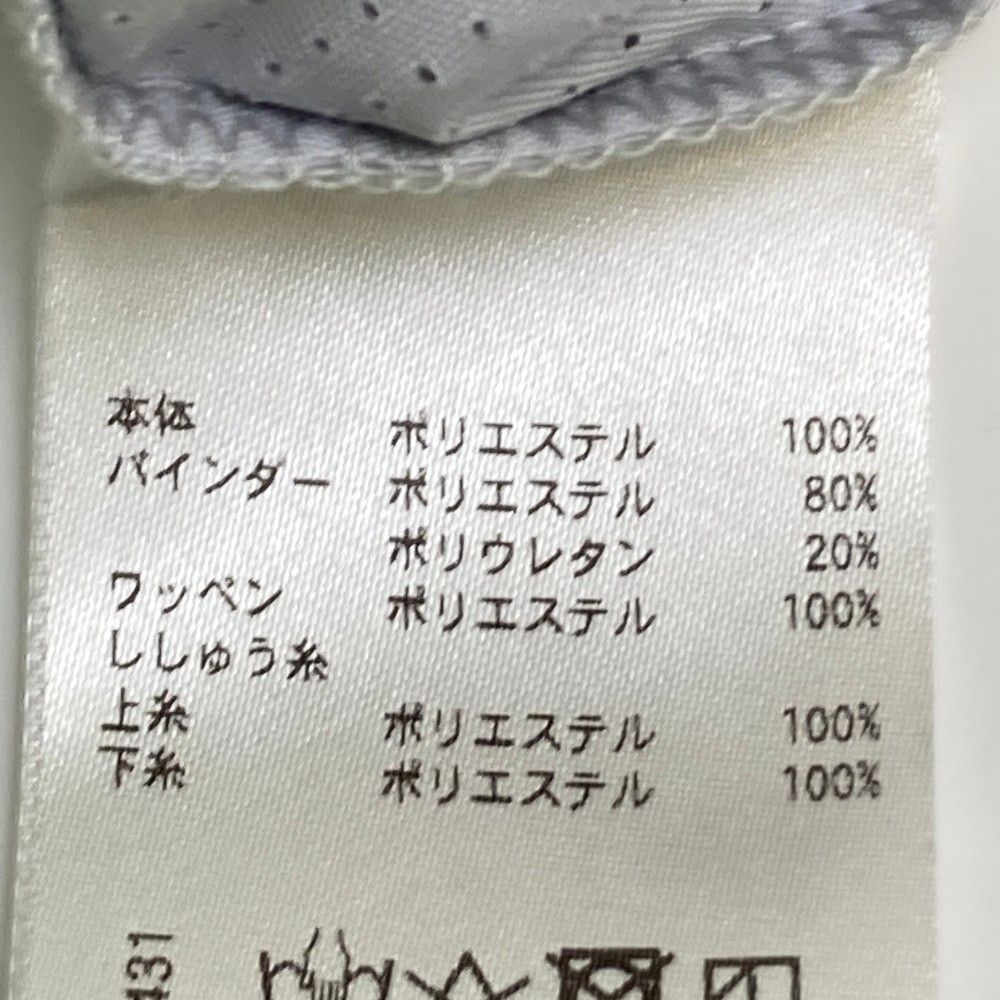 本体 ポリエステル 100%
バインダー ポリエステル 80%
ポリウレタン 20%
ワッペン ポリエステル 100%
ししゅう糸
上糸 ポリエステル 100%
下糸 ポリエステル 100%